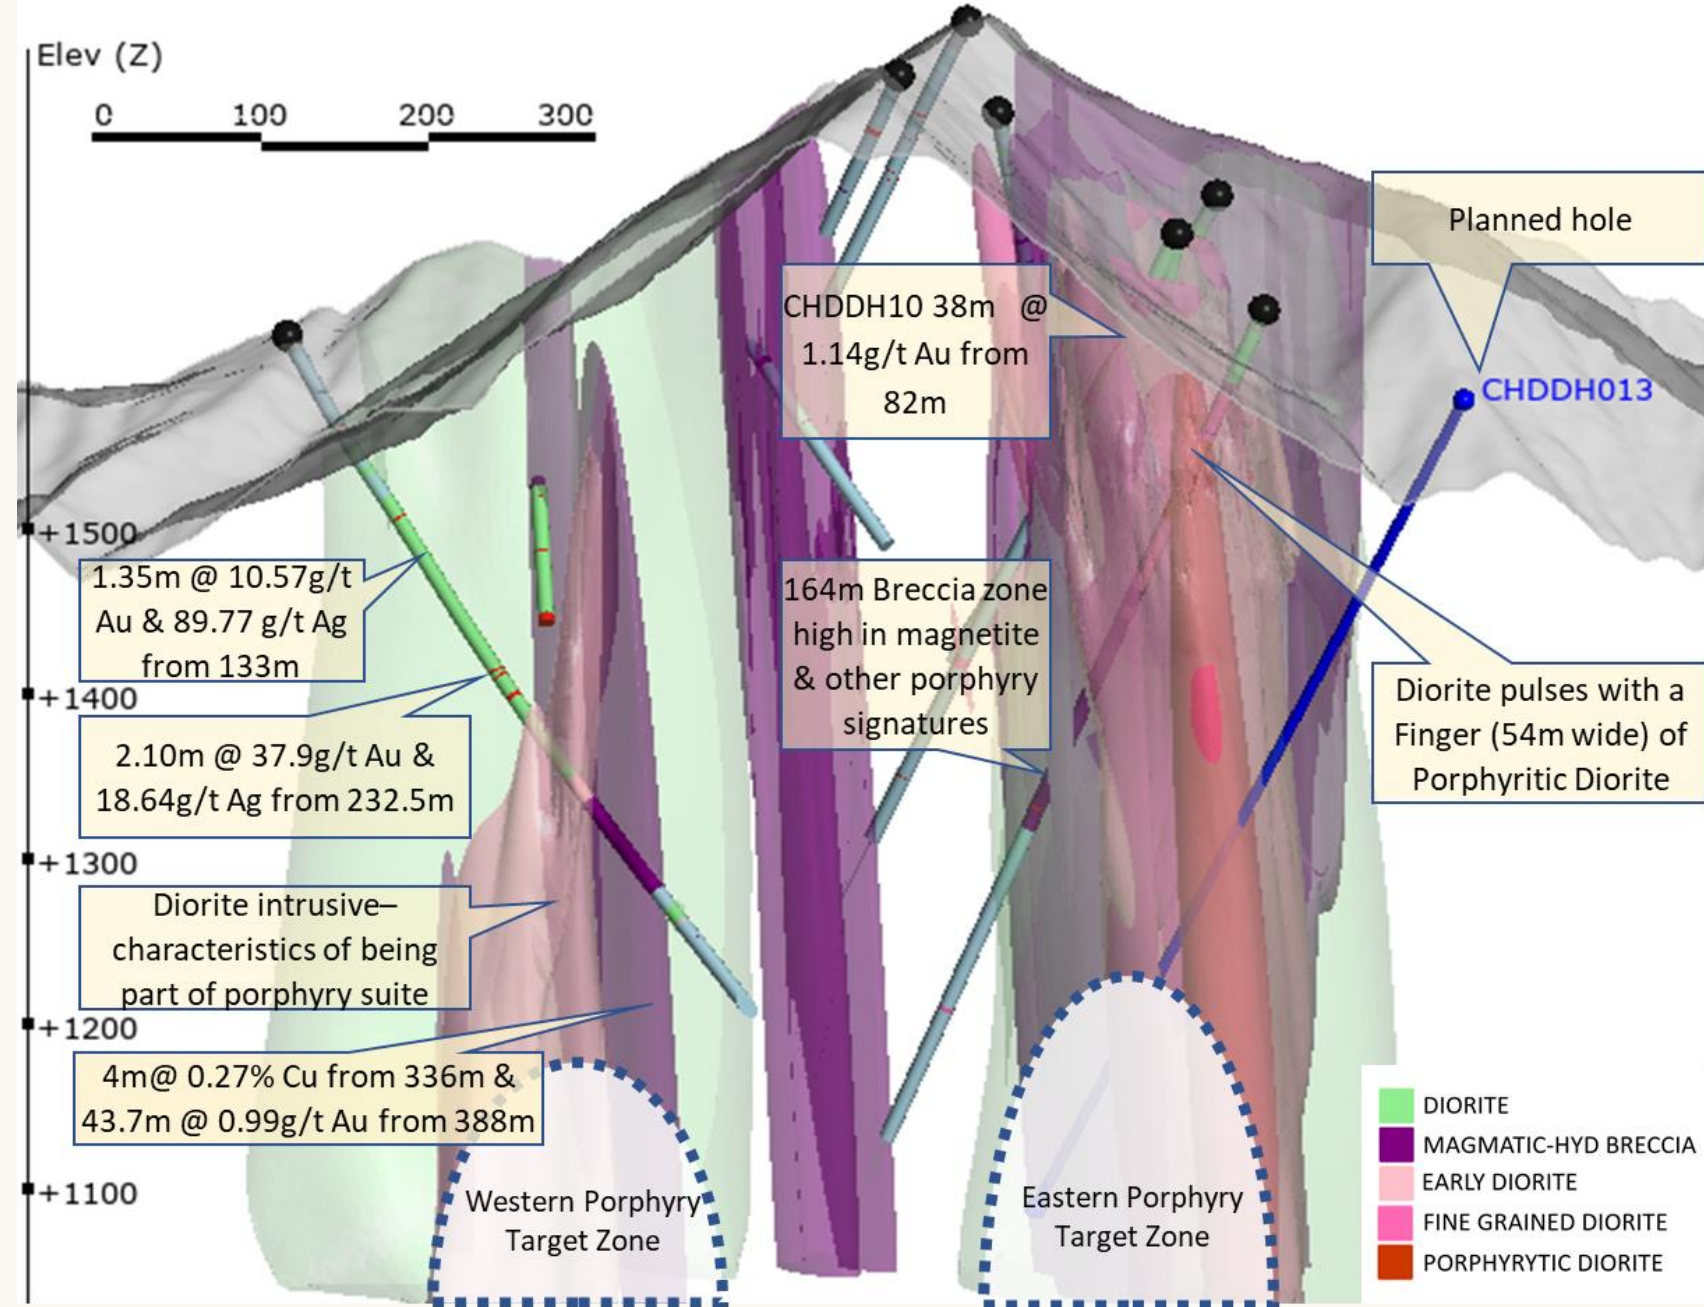 Elev (Z)
0 100 200 300
+1500
+1400
+1300
+1200
+1100
1.35m @ 10.57g/t
Au & 89.77 g/t Ag
from 133m
2.10m @ 37.9g/t Au &
18.64g/t Ag from 232.5m
Diorite intrusive–
characteristics of being
part of porphyry suite
4m@ 0.27% Cu from 336m &
43.7m @ 0.99g/t Au from 388m
Western Porphyry
Target Zone
CHDDH10 38m @
1.14g/t Au from
82m
164m Breccia zone
high in magnetite
& other porphyry
signatures
Eastern Porphyry
Target Zone
Planned hole
CHDDH013
Diorite pulses with a
Finger (54m wide) of
Porphyritic Diorite
DIORITE
MAGMATIC-HYD BRECCIA
EARLY DIORITE
FINE GRAINED DIORITE
PORPHYRYTIC DIORITE